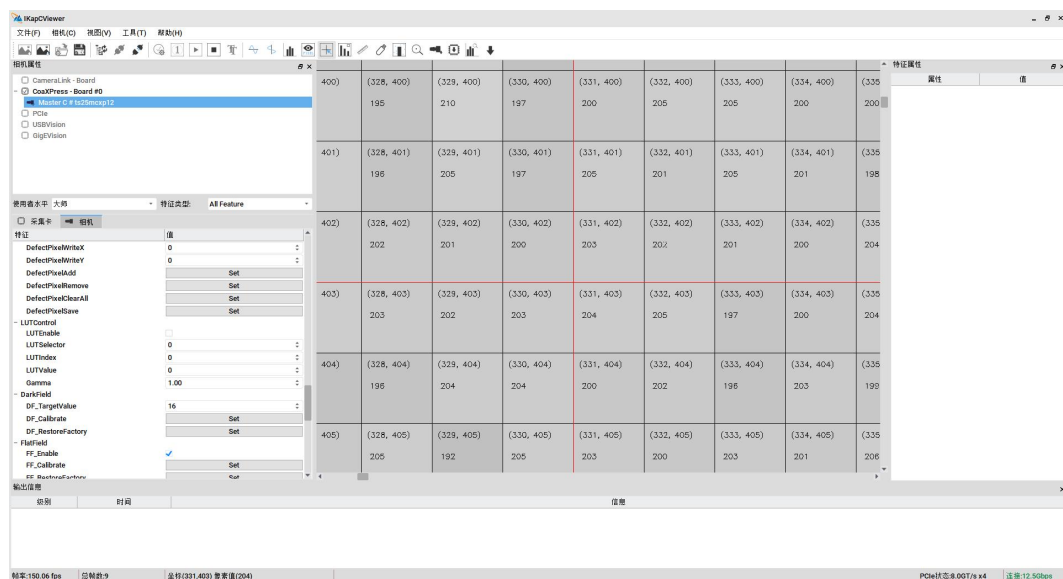 IKapCViewer
文件(F) 相机(C) 视图(V) 工具(T) 帮助(H)
相机属性
CameraLink - Board
CoaXPress - Board #0
Master C # ts25mcxp12
PCIe
USBVision
GigEVision
使用者水平 大师 特征类型: All Feature
采集卡 相机
特征 值
DefectPixelWriteX 0
DefectPixelWriteY 0
DefectPixelAdd Set
DefectPixelRemove Set
DefectPixelClearAll Set
DefectPixelSave Set
LUTControl
LUTEnable
LUTSelector 0
LUTIndex 0
LUTValue 0
Gamma 1.00
DarkField
DF_TargetValue 16
DF_Calibrate Set
DF_RestoreFactory Set
FlatField
FF_Enable
FF_Calibrate Set
FF_RestoreFactory Set
400) (328, 400) (329, 400) (330, 400) (331, 400) (332, 400) (333, 400) (334, 400) (335
195 210 197 200 205 205 200 200
401) (328, 401) (329, 401) (330, 401) (331, 401) (332, 401) (333, 401) (334, 401) (335
196 205 197 205 201 205 201 198
402) (328, 402) (329, 402) (330, 402) (331, 402) (332, 402) (333, 402) (334, 402) (335
202 201 200 203 202 201 200 204
403) (328, 403) (329, 403) (330, 403) (331, 403) (332, 403) (333, 403) (334, 403) (335
203 202 203 204 205 197 200 204
404) (328, 404) (329, 404) (330, 404) (331, 404) (332, 404) (333, 404) (334, 404) (335
196 204 204 200 202 196 203 199
405) (328, 405) (329, 405) (330, 405) (331, 405) (332, 405) (333, 405) (334, 405) (335
205 192 205 203 200 203 201 206
特征属性
属性 值
输出信息
级别 时间 信息
帧率:150.06 fps 总帧数:9 坐标(331,403) 像素值(204) PCIe状态:8.0GT/s x4 连接:12.5Gbps